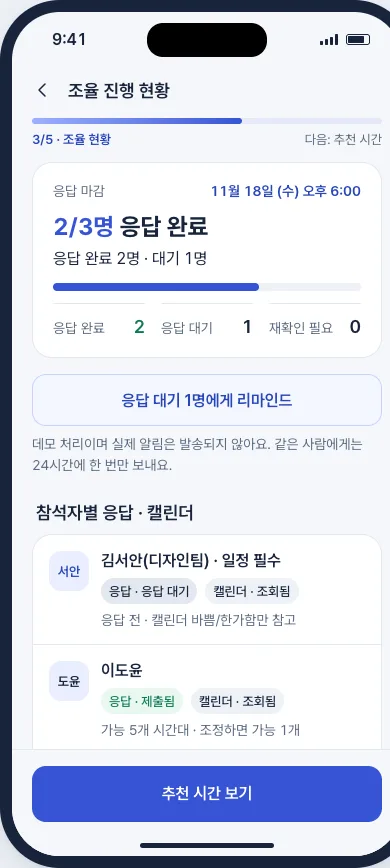 9:41
조율 진행 현황
3/5 · 조율 현황
다음: 추천 시간
응답 마감
11월 18일 (수) 오후 6:00
2/3명 응답 완료
응답 완료 2명 · 대기 1명
응답 완료 2 응답 대기 1 재확인 필요 0
응답 대기 1명에게 리마인드
데모 처리이며 실제 알림은 발송되지 않아요. 같은 사람에게는
24시간에 한 번만 보내요.
참석자별 응답 · 캘린더
서안
김서안(디자인팀) · 일정 필수
응답 · 응답 대기 캘린더 · 조회됨
응답 전 · 캘린더 바쁨/한가함만 참고
도윤
이도윤
응답 · 제출됨 캘린더 · 조회됨
가능 5개 시간대 · 조정하면 가능 1개
추천 시간 보기